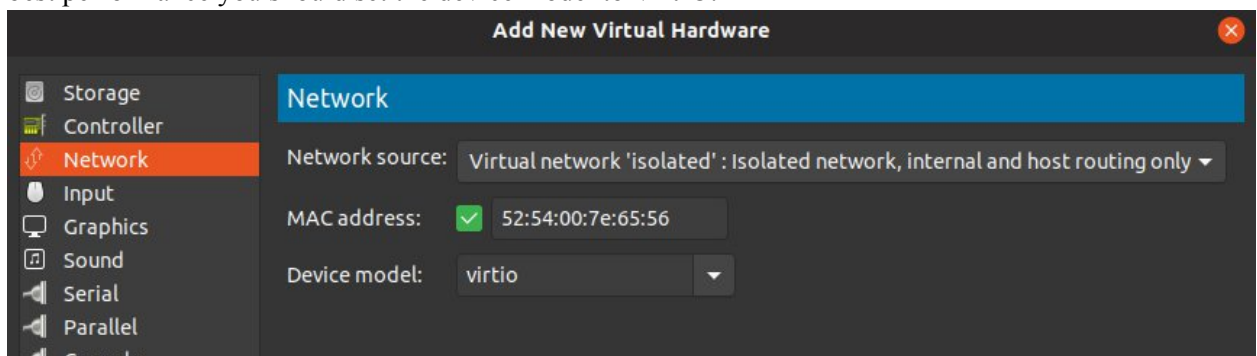 Add New Virtual Hardware
Storage
Controller
Network
Input
Graphics
Sound
Serial
Parallel
Network
Network source: Virtual network 'isolated' : Isolated network, internal and host routing only
MAC address: 52:54:00:7e:65:56
Device model: virtio